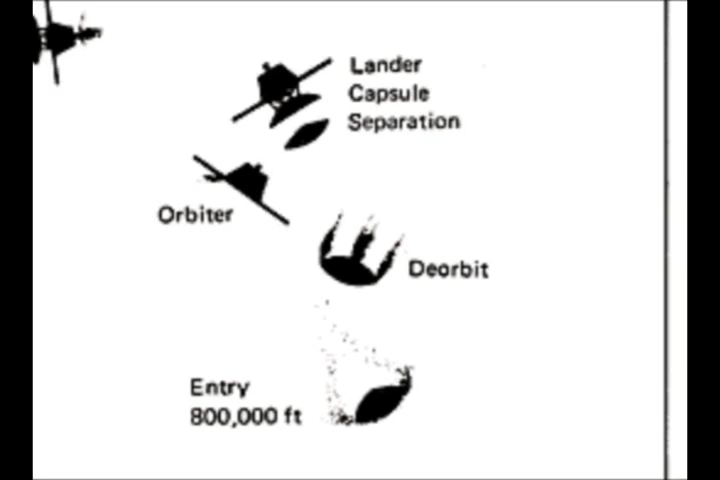 Lander
Capsule
Separation
Orbiter
Deorbit
Entry
800,000 ft